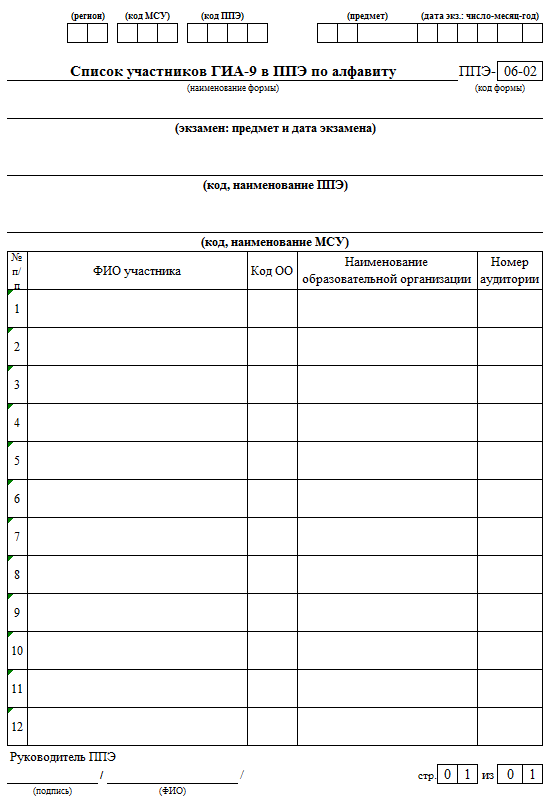 (регион) (код МСУ) (код ППЭ) (предмет) (дата экз.: число-месяц-год)
Список участников ГИА-9 в ППЭ по алфавиту ППЭ- 06-02
(наименование формы) (код формы)
(экзамен: предмет и дата экзамена)
(код, наименование ППЭ)
(код, наименование МСУ)
№ п/п ФИО участника Код ОО Наименование образовательной организации Номер аудитории
1
2
3
4
5
6
7
8
9
10
11
12
Руководитель ППЭ
/ / стр. 0 1 из 0 1
(подпись) (ФИО)